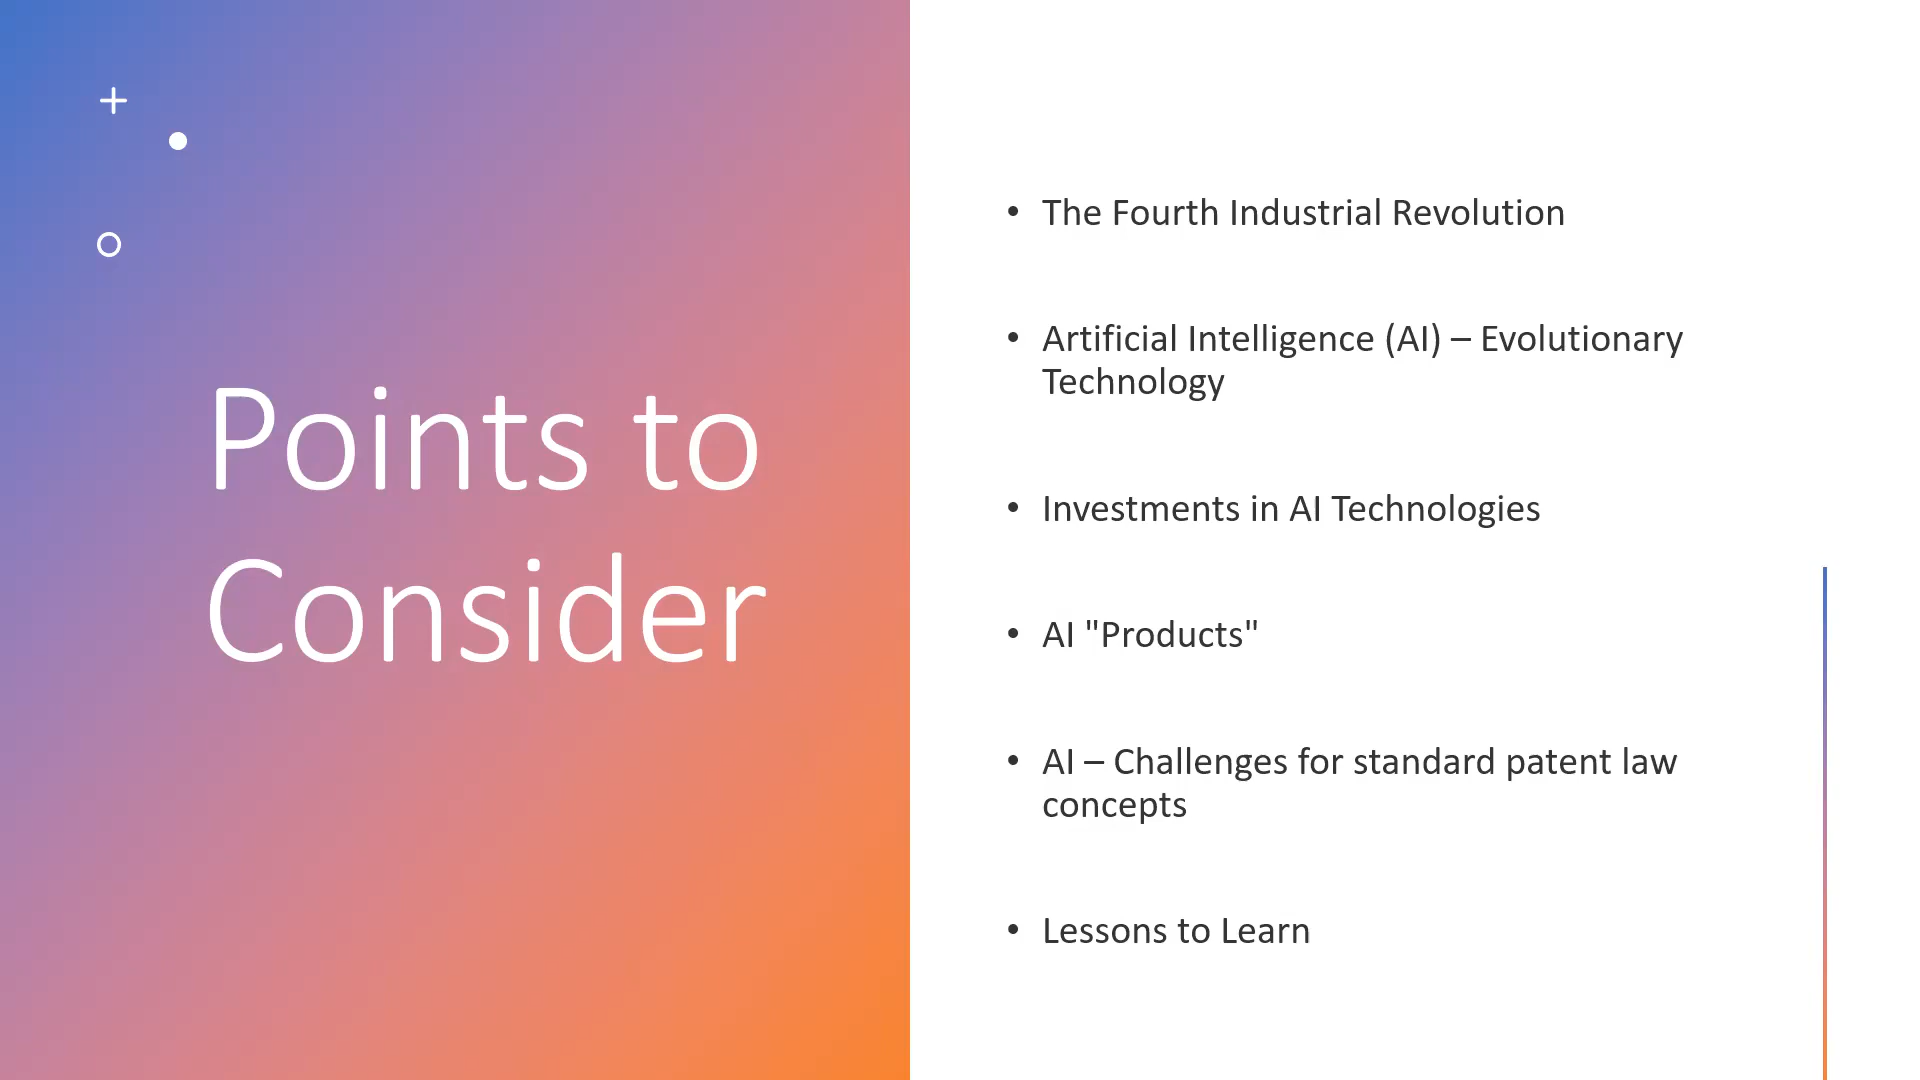 Points to
Consider
• The Fourth Industrial Revolution
• Artificial Intelligence (AI) – Evolutionary
Technology
• Investments in AI Technologies
• AI "Products"
• AI – Challenges for standard patent law
concepts
• Lessons to Learn